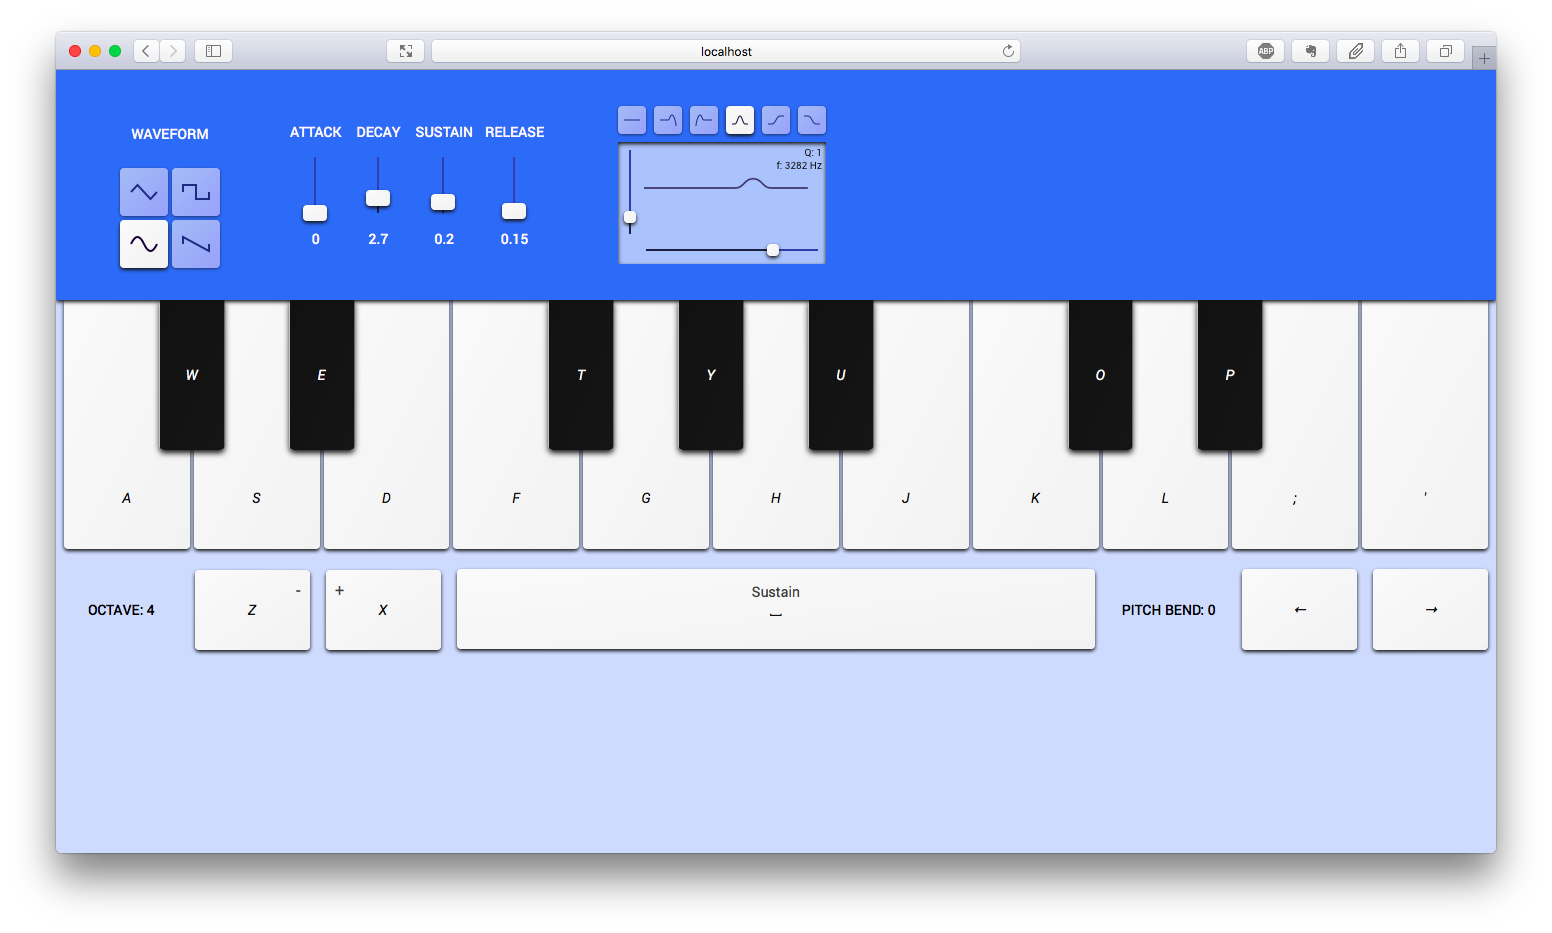 localhost
ABP
WAVEFORM
ATTACK DECAY SUSTAIN RELEASE
0 2.7 0.2 0.15
Q: 1
f: 3282 Hz
W E T Y U O P
A S D F G H J K L ; '
OCTAVE: 4
Z -
+ X
Sustain
PITCH BEND: 0
← →